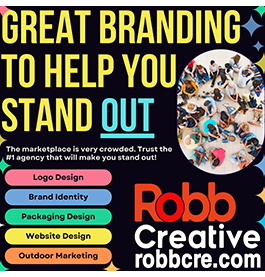 GREAT BRANDING
TO HELP YOU
STAND OUT
The marketplace is very crowded. Trust the
#1 agency that will make you stand out!
Logo Design
Brand Identity
Packaging Design
Website Design
Outdoor Marketing
Robb
Creative
robbcre.com